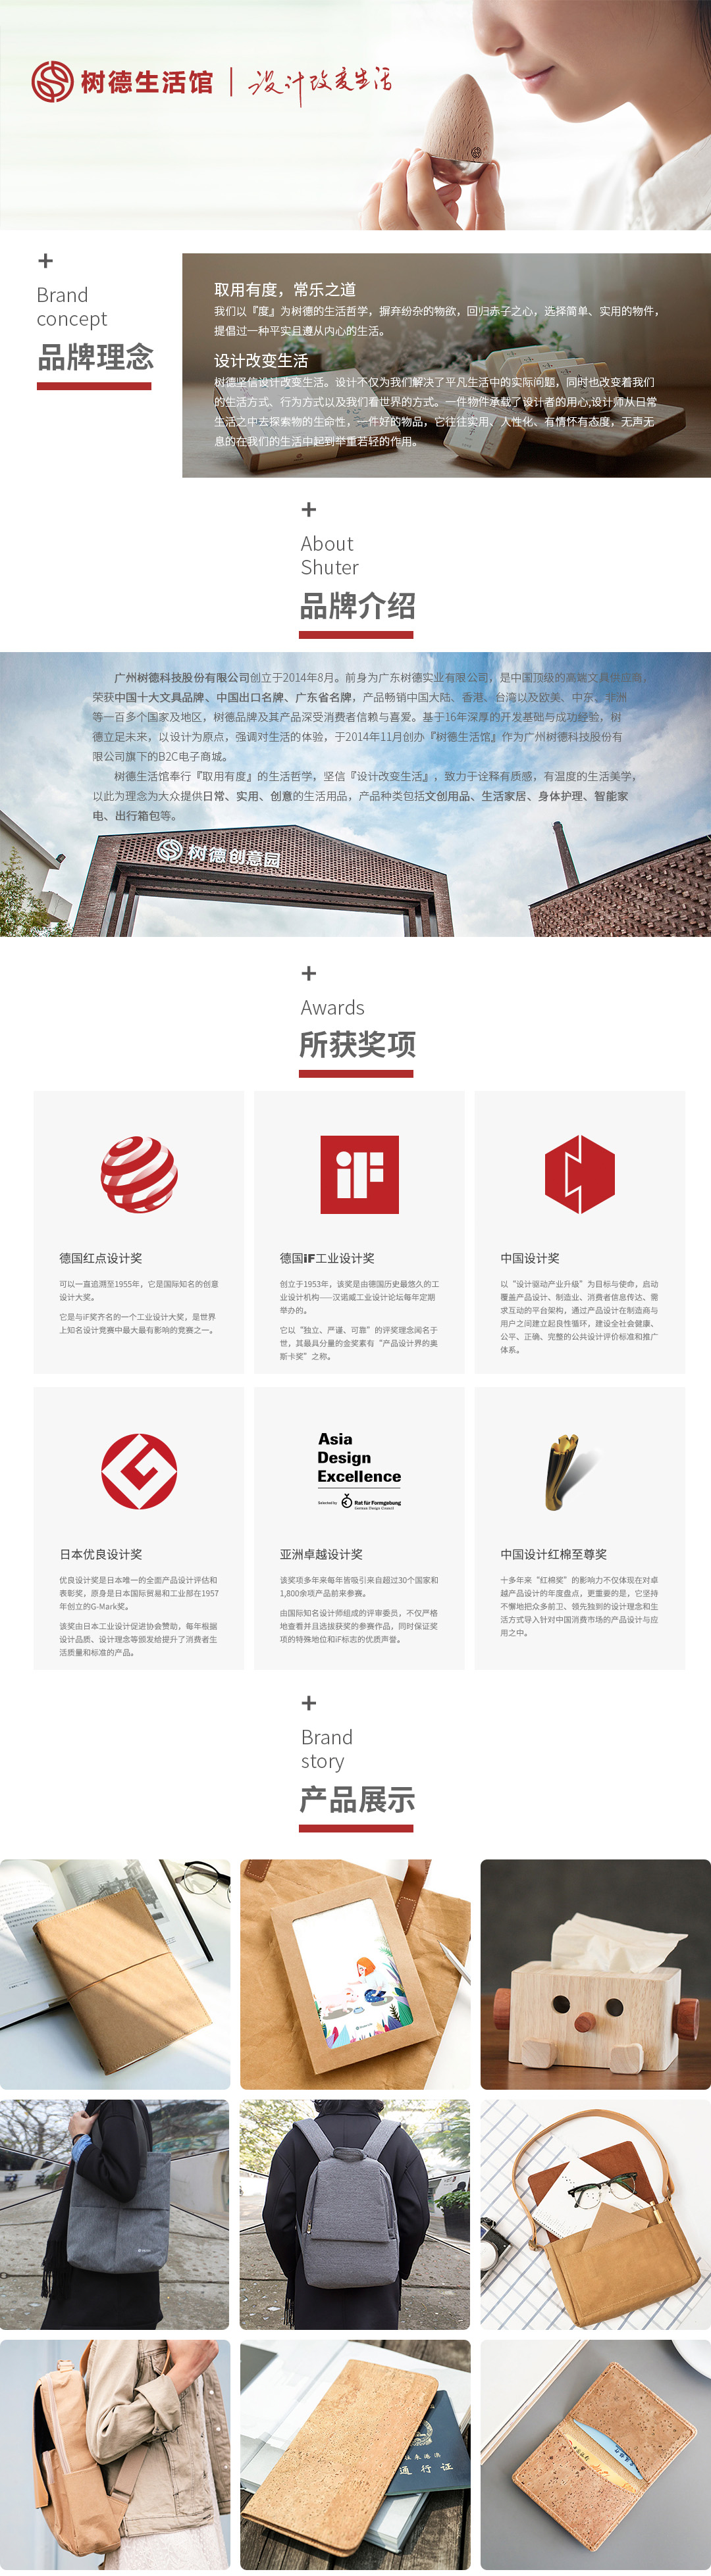 树德生活馆 | 设计改变生活
+
Brand
concept
品牌理念
取用有度，常乐之道
我们以『度』为树德的生活哲学，摒弃纷杂的物欲，回归赤子之心，选择简单、实用的物件，
提倡过一种平实且遵从内心的生活。
设计改变生活
树德坚信设计改变生活。设计不仅为我们解决了平凡生活中的实际问题，同时也改变着我们
的生活方式、行为方式以及我们看世界的方式。一件物件承载了设计者的用心,设计师从日常
生活之中去探索物的生命性，一件好的物品，它往往实用、人性化、有情怀有态度，无声无
息的在我们的生活中起到举重若轻的作用。
+
About
Shuter
品牌介绍
广州树德科技股份有限公司创立于2014年8月。前身为广东树德实业有限公司，是中国顶级的高端文具供应商，
荣获中国十大文具品牌、中国出口名牌、广东省名牌，产品畅销中国大陆、香港、台湾以及欧美、中东、非洲
等一百多个国家及地区，树德品牌及其产品深受消费者信赖与喜爱。基于16年深厚的开发基础与成功经验，树
德立足未来，以设计为原点，强调对生活的体验，于2014年11月创办『树德生活馆』作为广州树德科技股份有
限公司旗下的B2C电子商城。
树德生活馆奉行『取用有度』的生活哲学，坚信『设计改变生活』，致力于诠释有质感，有温度的生活美学，
以此为理念为大众提供日常、实用、创意的生活用品，产品种类包括文创用品、生活家居、身体护理、智能家
电、出行箱包等。
树德创意园
+
Awards
所获奖项
iF
德国红点设计奖
可以一直追溯至1955年，它是国际知名的创意
设计大奖。
它是与iF奖齐名的一个工业设计大奖，是世界
上知名设计竞赛中最大最有影响的竞赛之一。
德国iF工业设计奖
创立于1953年，该奖是由德国历史最悠久的工
业设计机构——汉诺威工业设计论坛每年定期
举办的。
它以“独立、严谨、可靠”的评奖理念闻名于
世，其最具分量的金奖素有“产品设计界的奥
斯卡奖”之称。
中国设计奖
以“设计驱动产业升级”为目标与使命，启动
覆盖产品设计、制造业、消费者信息传达、需
求互动的平台架构，通过产品设计在制造商与
用户之间建立起良性循环，建设全社会健康、
公平、正确、完整的公共设计评价标准和推广
体系。
Asia
Design
Excellence
Selected by
Rat für Formgebung
German Design Council
日本优良设计奖
优良设计奖是日本唯一的全面产品设计评估和
表彰奖，原身是日本国际贸易和工业部在1957
年创立的G-Mark奖。
该奖由日本工业设计促进协会赞助，每年根据
设计品质、设计理念等颁发给提升了消费者生
活质量和标准的产品。
亚洲卓越设计奖
该奖项多年来每年皆吸引来自超过30个国家和
1,800余项产品前来参赛。
由国际知名设计师组成的评审委员，不仅严格
地查看并且选拔获奖的参赛作品，同时保证奖
项的特殊地位和iF标志的优质声誉。
中国设计红棉至尊奖
十多年来“红棉奖”的影响力不仅体现在对卓
越产品设计的年度盘点，更重要的是，它坚持
不懈地把众多前卫、领先独到的设计理念和生
活方式导入针对中国消费市场的产品设计与应
用之中。
+
Brand
story
产品展示
往来港澳
通行证